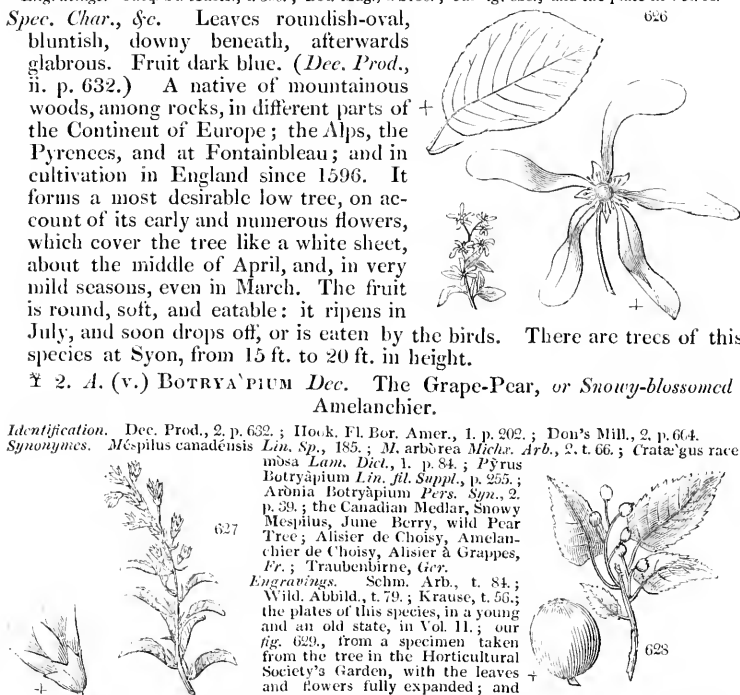 Spec. Char., &c. Leaves roundish-oval,
bluntish, downy beneath, afterwards
glabrous. Fruit dark blue. (Dec. Prod.,
ii. p. 632.) A native of mountainous
woods, among rocks, in different parts of
the Continent of Europe; the Alps, the
Pyrenees, and at Fontainbleau; and in
cultivation in England since 1596. It
forms a most desirable low tree, on ac-
count of its early and numerous flowers,
which cover the tree like a white sheet,
about the middle of April, and, in very
mild seasons, even in March. The fruit
is round, soft, and eatable: it ripens in
July, and soon drops off, or is eaten by the birds. There are trees of this
species at Syon, from 15 ft. to 20 ft. in height.
626
2. A. (v.) BOTRYA`PIUM Dec. The Grape-Pear, or Snowy-blossomed
Amelanchier.
Identification. Dec. Prod., 2. p. 632.; Hook. Fl. Bor. Amer., 1. p. 202.; Don's Mill., 2. p. 604.
Synonymes. Méspilus canadénsis Lin. Sp., 185.; M. arbòrea Michx. Arb., 2. t. 66.; Cratæ`gus race
mòsa Lam. Dict., 1. p. 84.; Pỳrus
Botryàpium Lin. fil. Suppl., p. 255.;
Arònia Botryàpium Pers. Syn., 2.
p. 39.; the Canadian Medlar, Snowy
Mespilus, June Berry, wild Pear
Tree; Alisier de Choisy, Amelan-
chier de Choisy, Alisier à Grappes,
Fr.; Traubenbirne, Ger.
Engravings. Schm. Arb., t. 84.;
Wild. Abbild., t. 79.; Krause, t. 56.;
the plates of this species, in a young
and an old state, in Vol. II.; our
fig. 629., from a specimen taken
from the tree in the Horticultural
Society's Garden, with the leaves
and flowers fully expanded; and
627
628